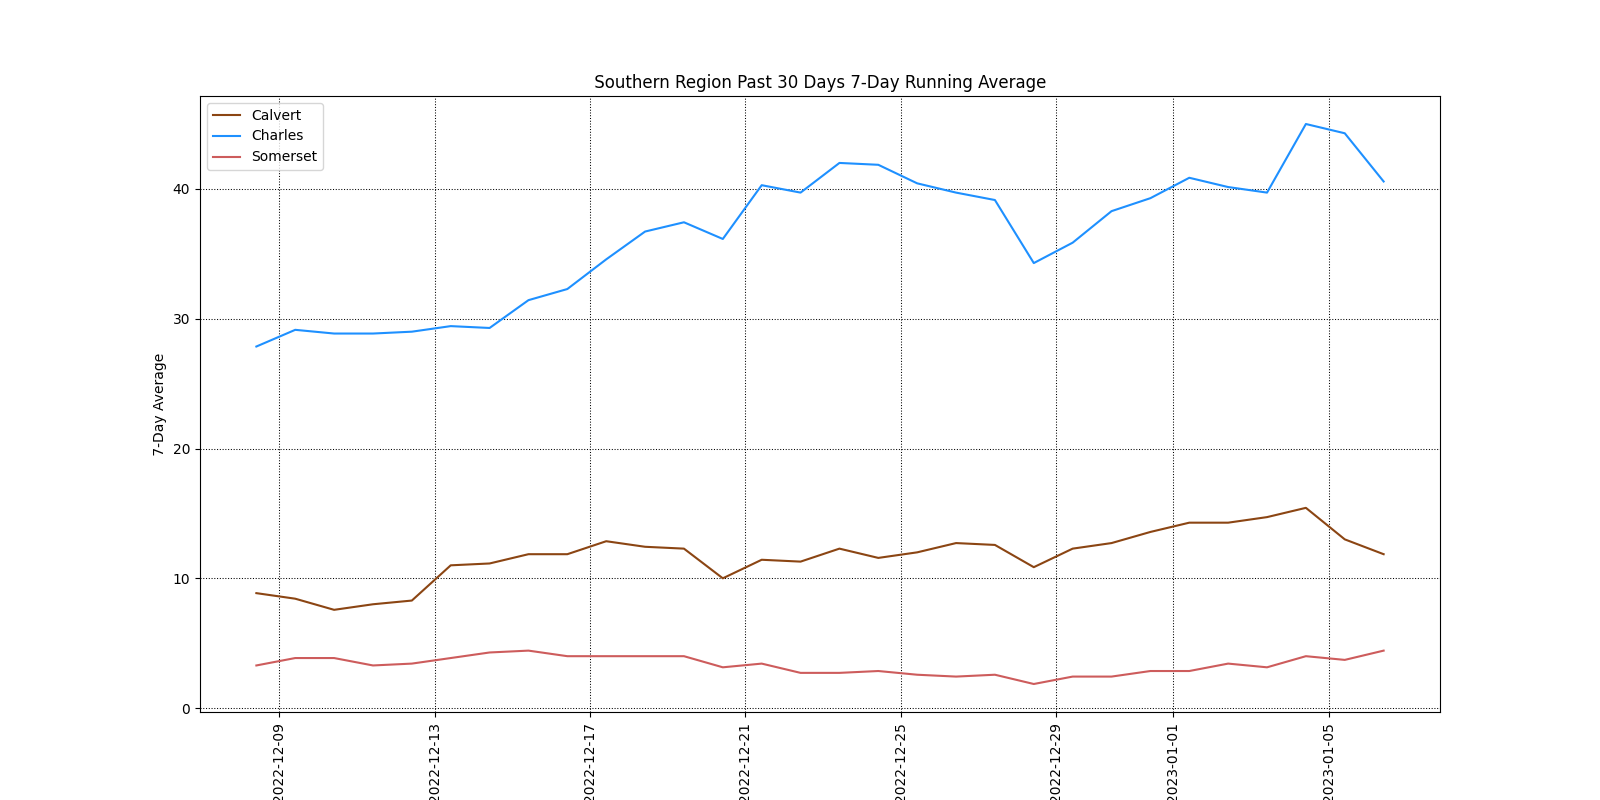 Southern Region Past 30 Days 7-Day Running Average
Calvert
Charles
Somerset
7-Day Average
40
30
20
10
0
2022-12-09
2022-12-13
2022-12-17
2022-12-21
2022-12-25
2022-12-29
2023-01-01
2023-01-05